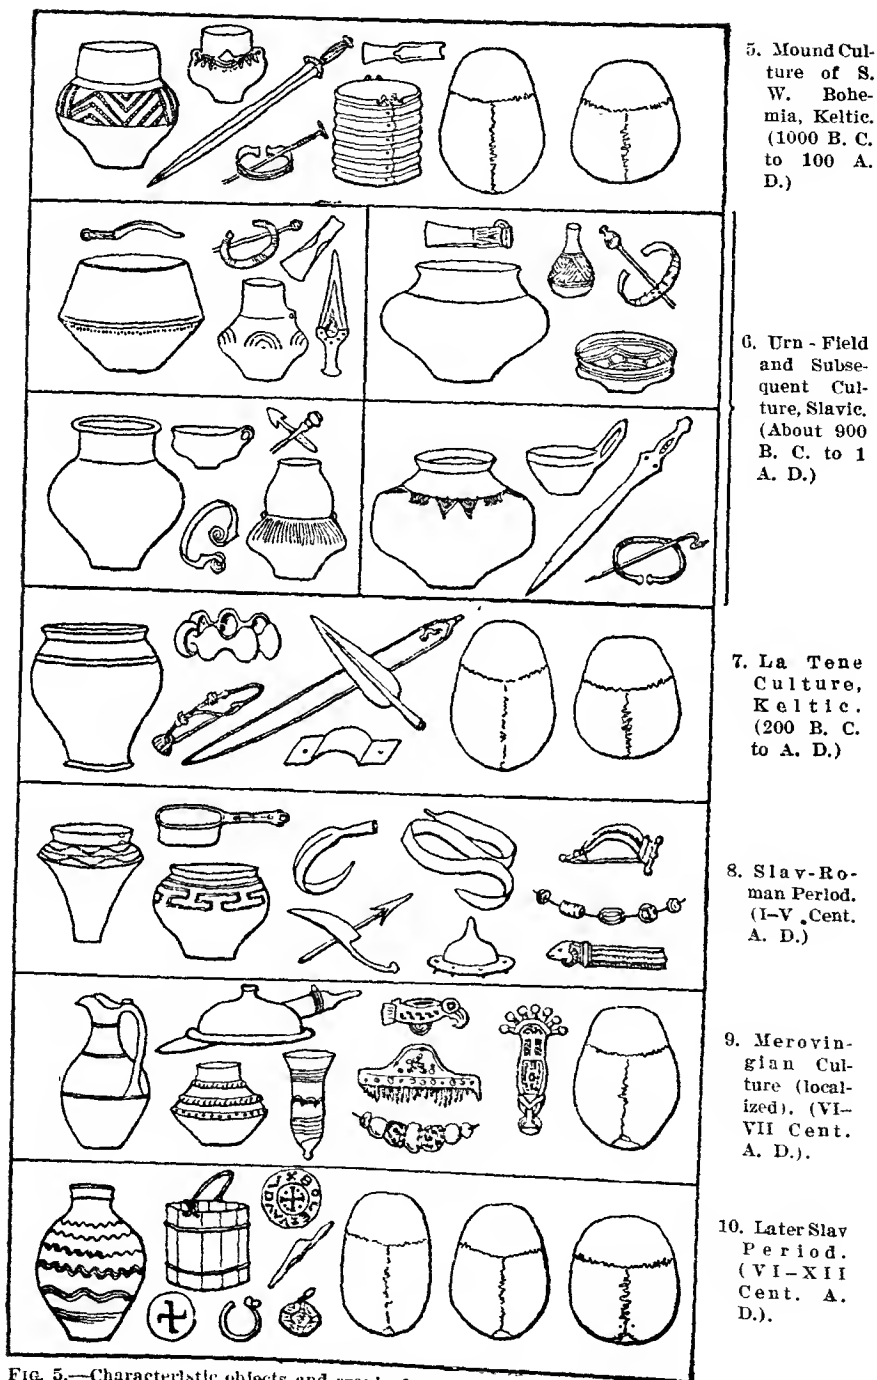 5. Mound Cul-
ture of S.
W. Bohe-
mia, Keltic.
(1000 B. C.
to 100 A.
D.)
6. Urn - Field
and Subse-
quent Cul-
ture, Slavic.
(About 900
B. C. to 1
A. D.)
7. La Tene
Culture,
Keltic.
(200 B. C.
to A. D.)
8. Slav-Ro-
man Period.
(I–V Cent.
A. D.)
9. Merovin-
gian Cul-
ture (local-
ized). (VI–
VII Cent.
A. D.).
10. Later Slav
Period.
(VI–XII
Cent. A.
D.).
FIG. 5.—Characteristic objects and